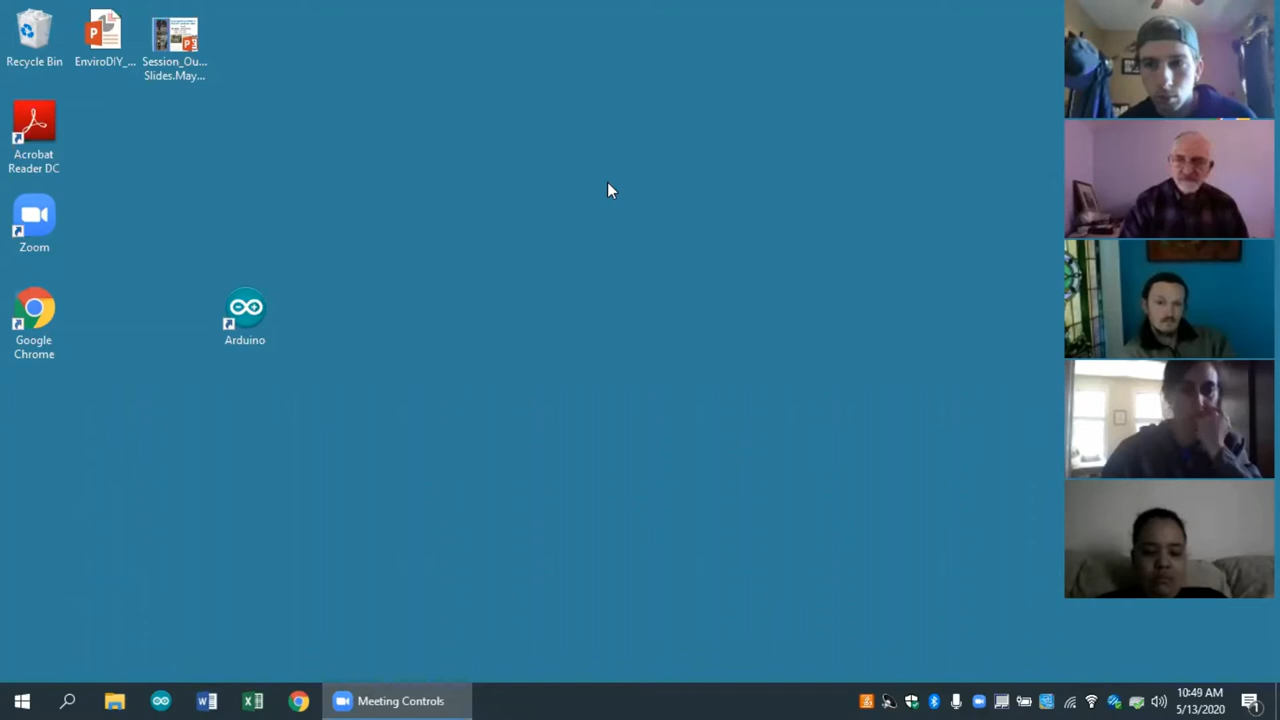 Recycle Bin
EnviroDIY_...
Session_Ou...
Slides.May...
Acrobat
Reader DC
Zoom
Google
Chrome
Arduino
Meeting Controls
10:49 AM
5/13/2020
1